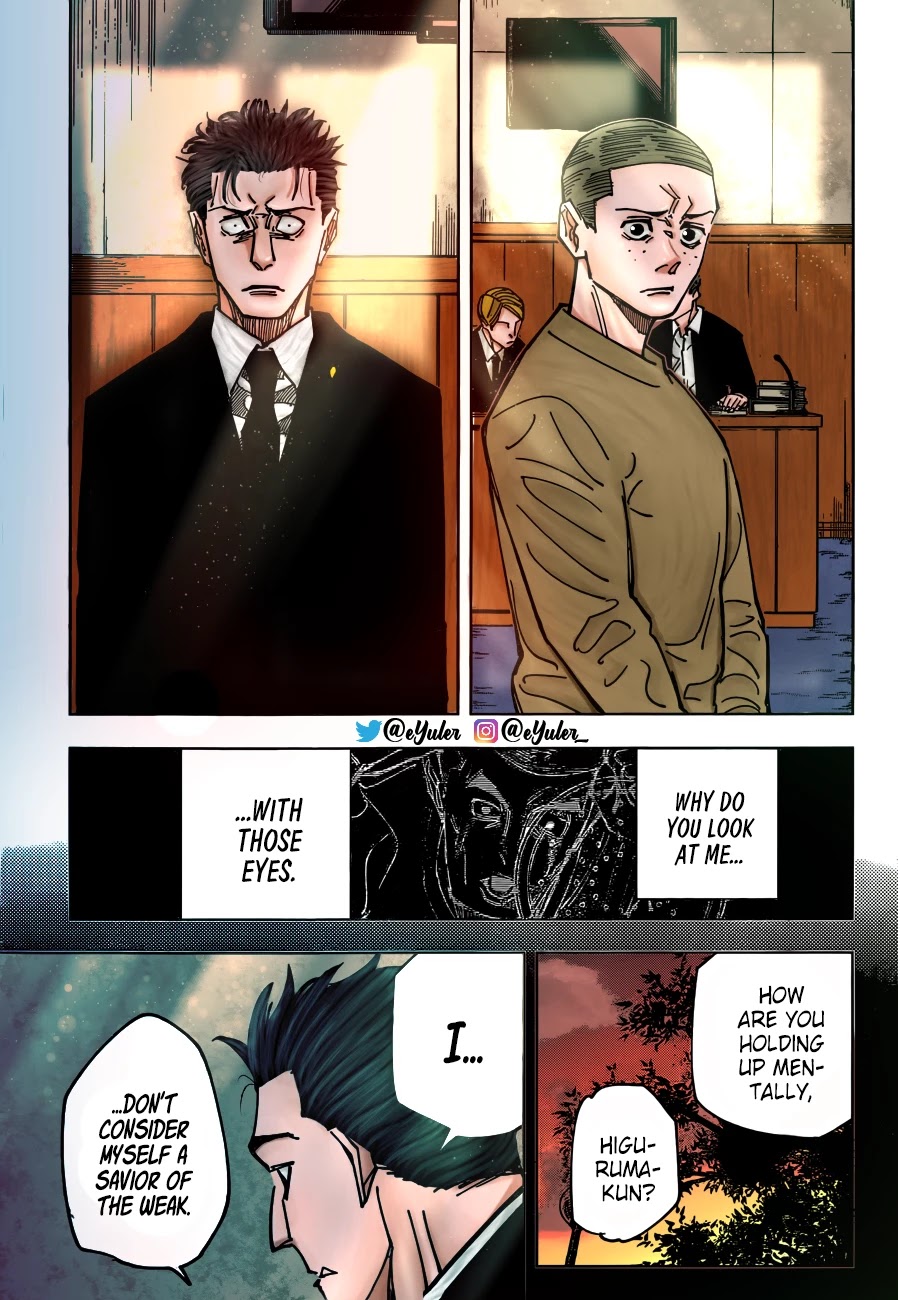 @eYuler @eYuler_
WHY DO
YOU LOOK
AT ME...
...WITH
THOSE
EYES.
HOW
ARE YOU
HOLDING
UP MEN-
TALLY,
HIGU-
RUMA-
KUN?
I...
...DON'T
CONSIDER
MYSELF A
SAVIOR OF
THE WEAK.